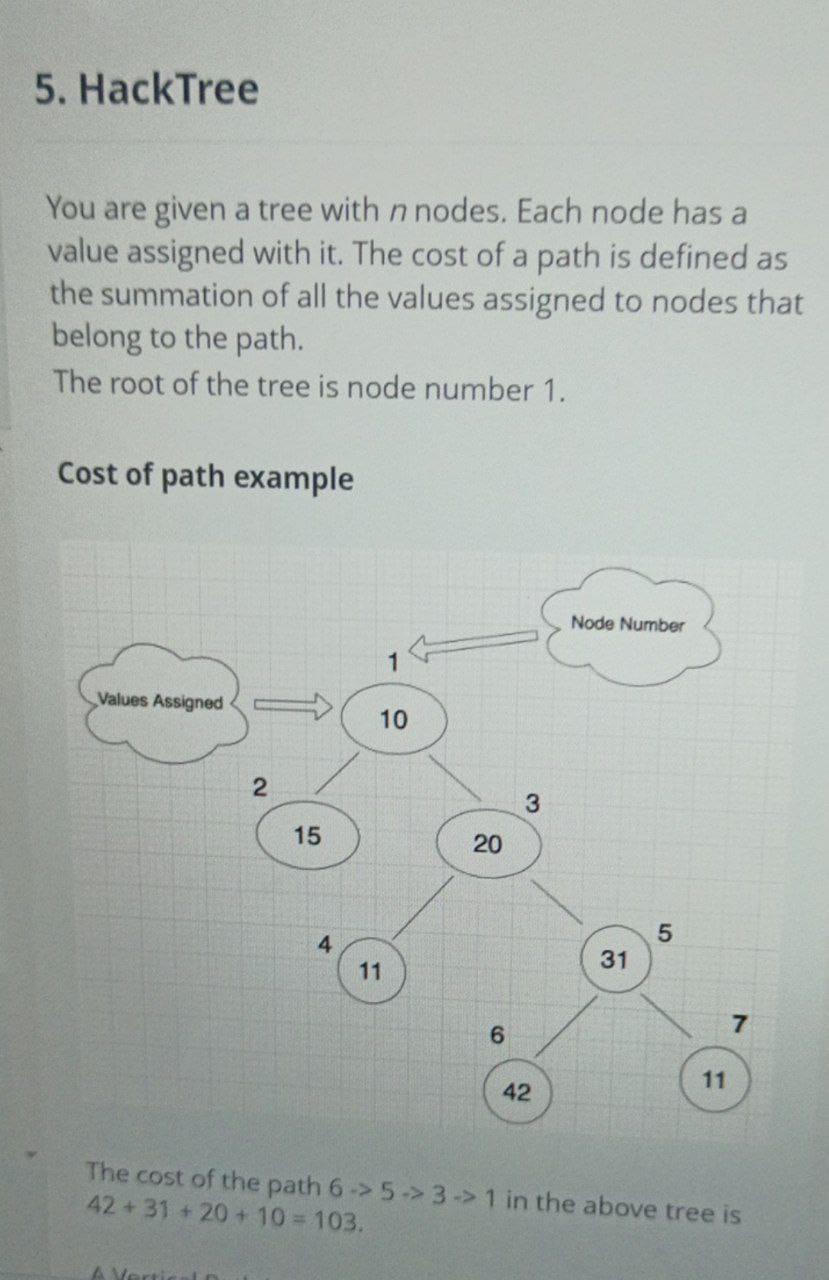 5. HackTree
You are given a tree with n nodes. Each node has a
value assigned with it. The cost of a path is defined as
the summation of all the values assigned to nodes that
belong to the path.
The root of the tree is node number 1.
Cost of path example
Node Number
1
Values Assigned
10
2
3
15
20
4
5
11
31
6
7
42
11
The cost of the path 6 -> 5 -> 3 -> 1 in the above tree is
42 + 31 + 20 + 10 = 103.
A Vertical